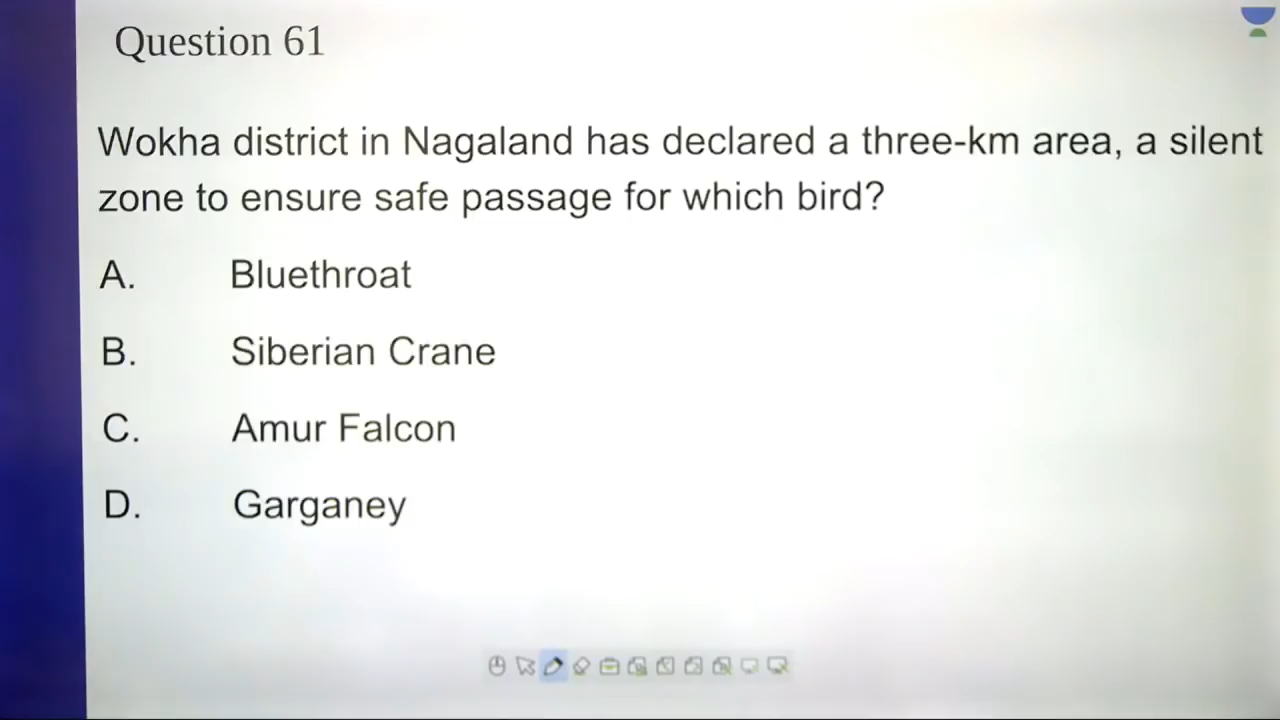 Question 61
Wokha district in Nagaland has declared a three-km area, a silent
zone to ensure safe passage for which bird?
A. Bluethroat
B. Siberian Crane
C. Amur Falcon
D. Garganey